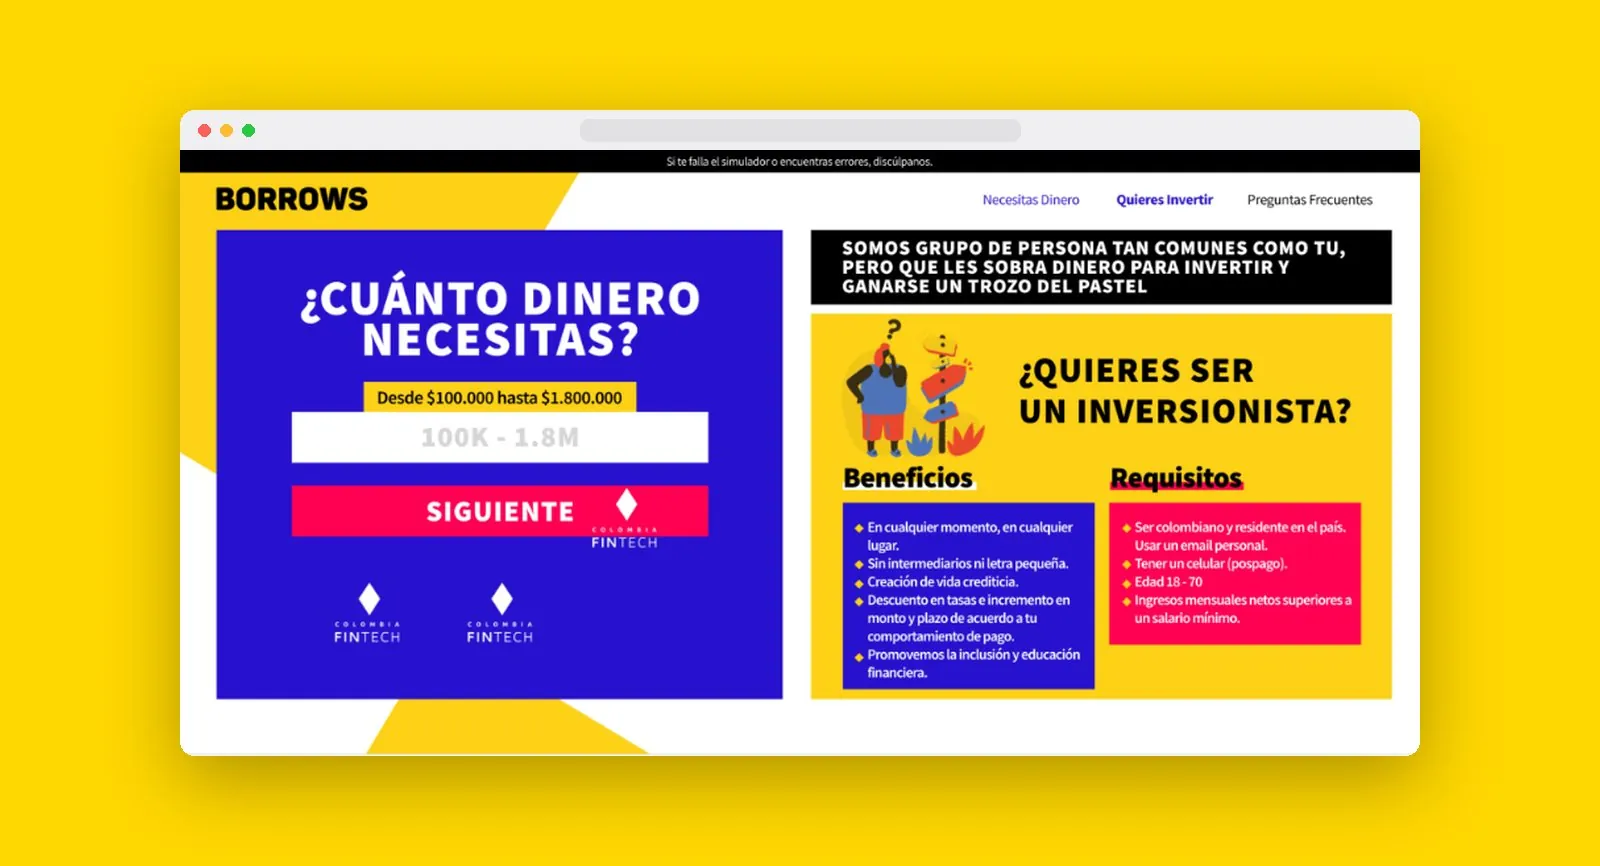 Si te falla el simulador o encuentras errores, discúlpanos.
BORROWS
Necesitas Dinero
Quieres Invertir
Preguntas Frecuentes
¿CUÁNTO DINERO
NECESITAS?
Desde $100.000 hasta $1.800.000
100K - 1.8M
SIGUIENTE
COLOMBIA
FINTECH
COLOMBIA
FINTECH
COLOMBIA
FINTECH
SOMOS GRUPO DE PERSONA TAN COMUNES COMO TU,
PERO QUE LES SOBRA DINERO PARA INVERTIR Y
GANARSE UN TROZO DEL PASTEL
?
¿QUIERES SER
UN INVERSIONISTA?
Beneficios
En cualquier momento, en cualquier
lugar.
Sin intermediarios ni letra pequeña.
Creación de vida crediticia.
Descuento en tasas e incremento en
monto y plazo de acuerdo a tu
comportamiento de pago.
Promovemos la inclusión y educación
financiera.
Requisitos
Ser colombiano y residente en el país.
Usar un email personal.
Tener un celular (pospago).
Edad 18 - 70
Ingresos mensuales netos superiores a
un salario mínimo.